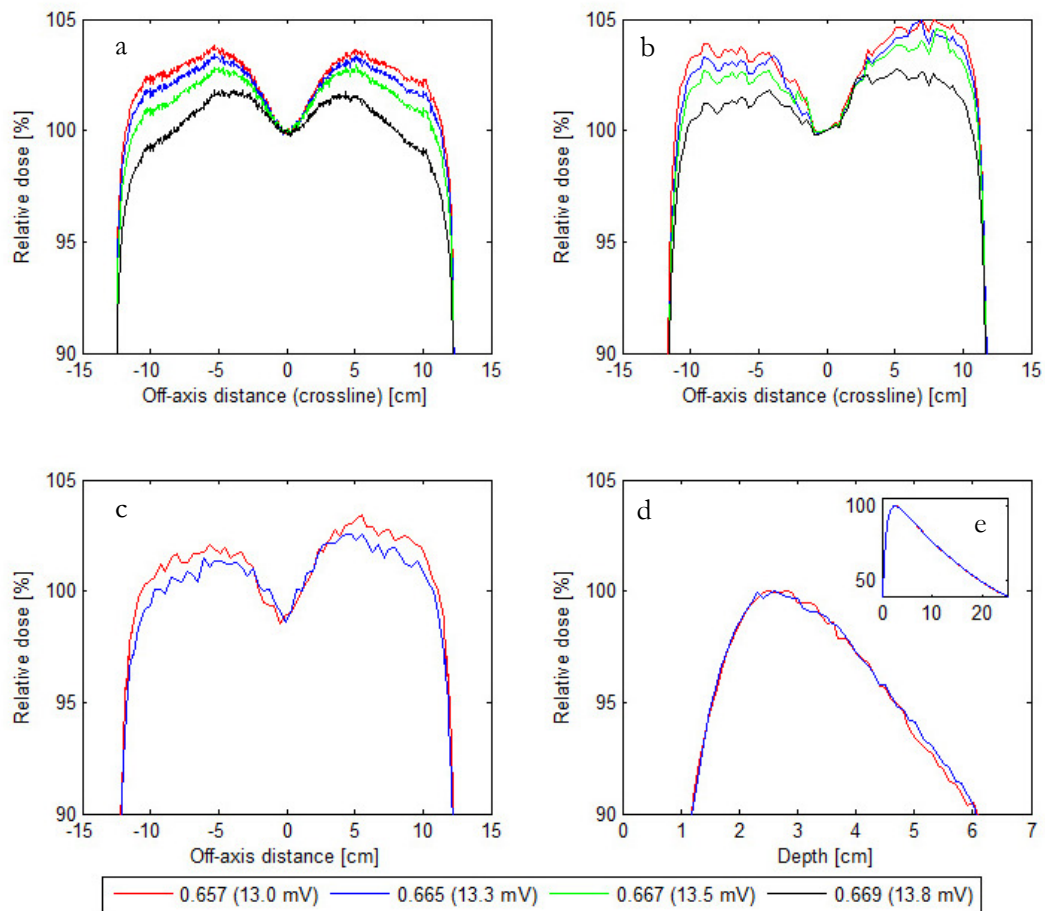 a
105
100
95
90
Relative dose [%]
-15 -10 -5 0 5 10 15
Off-axis distance (crossline) [cm]
b
105
100
95
90
Relative dose [%]
-15 -10 -5 0 5 10 15
Off-axis distance (crossline) [cm]
c
105
100
95
90
Relative dose [%]
-15 -10 -5 0 5 10 15
Off-axis distance [cm]
d
105
100
95
90
Relative dose [%]
0 1 2 3 4 5 6 7
Depth [cm]
e
100
50
0 10 20
0.657 (13.0 mV) 0.665 (13.3 mV) 0.667 (13.5 mV) 0.669 (13.8 mV)